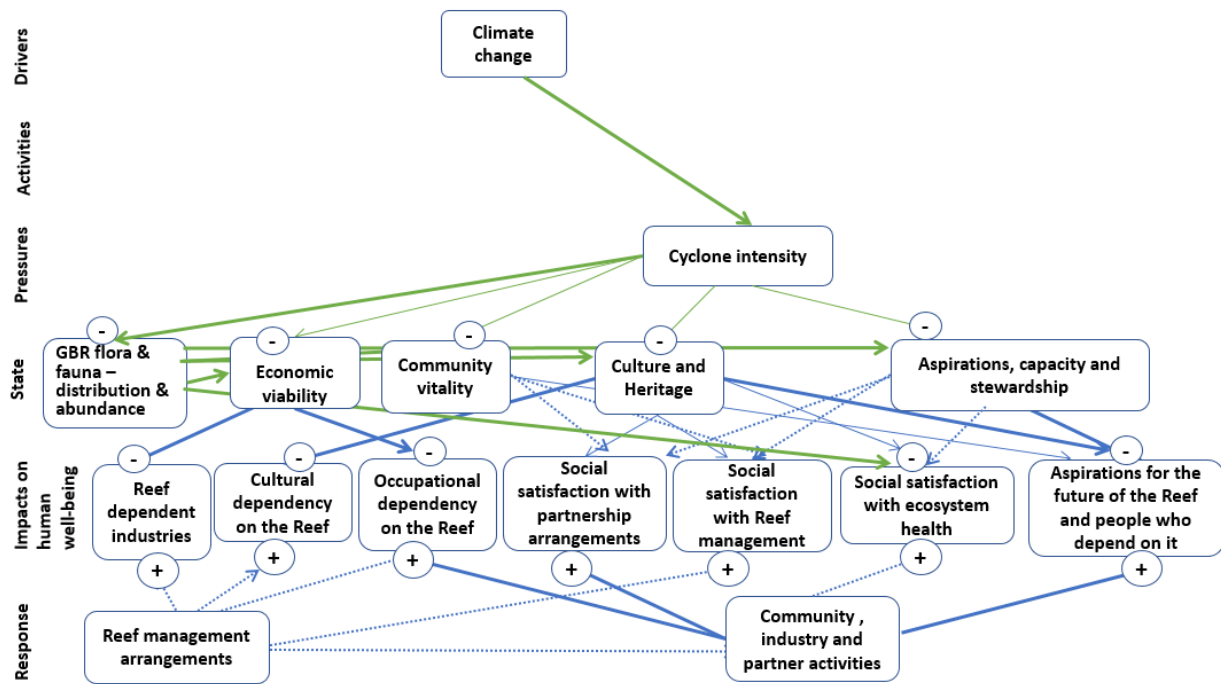 Drivers
Climate
change
Activities
Pressures
Cyclone intensity
State
-
GBR flora &
fauna –
distribution &
abundance
-
Economic
viability
-
Community
vitality
-
Culture and
Heritage
-
Aspirations, capacity and
stewardship
Impacts on
human
well-being
-
Reef
dependent
industries
+
-
Cultural
dependency
on the Reef
+
-
Occupational
dependency
on the Reef
+
Social
satisfaction with
partnership
arrangements
+
Social
satisfaction
with Reef
management
+
-
Social satisfaction
with ecosystem
health
+
-
Aspirations for the
future of the Reef
and people who
depend on it
+
Response
Reef management
arrangements
Community ,
industry and
partner activities